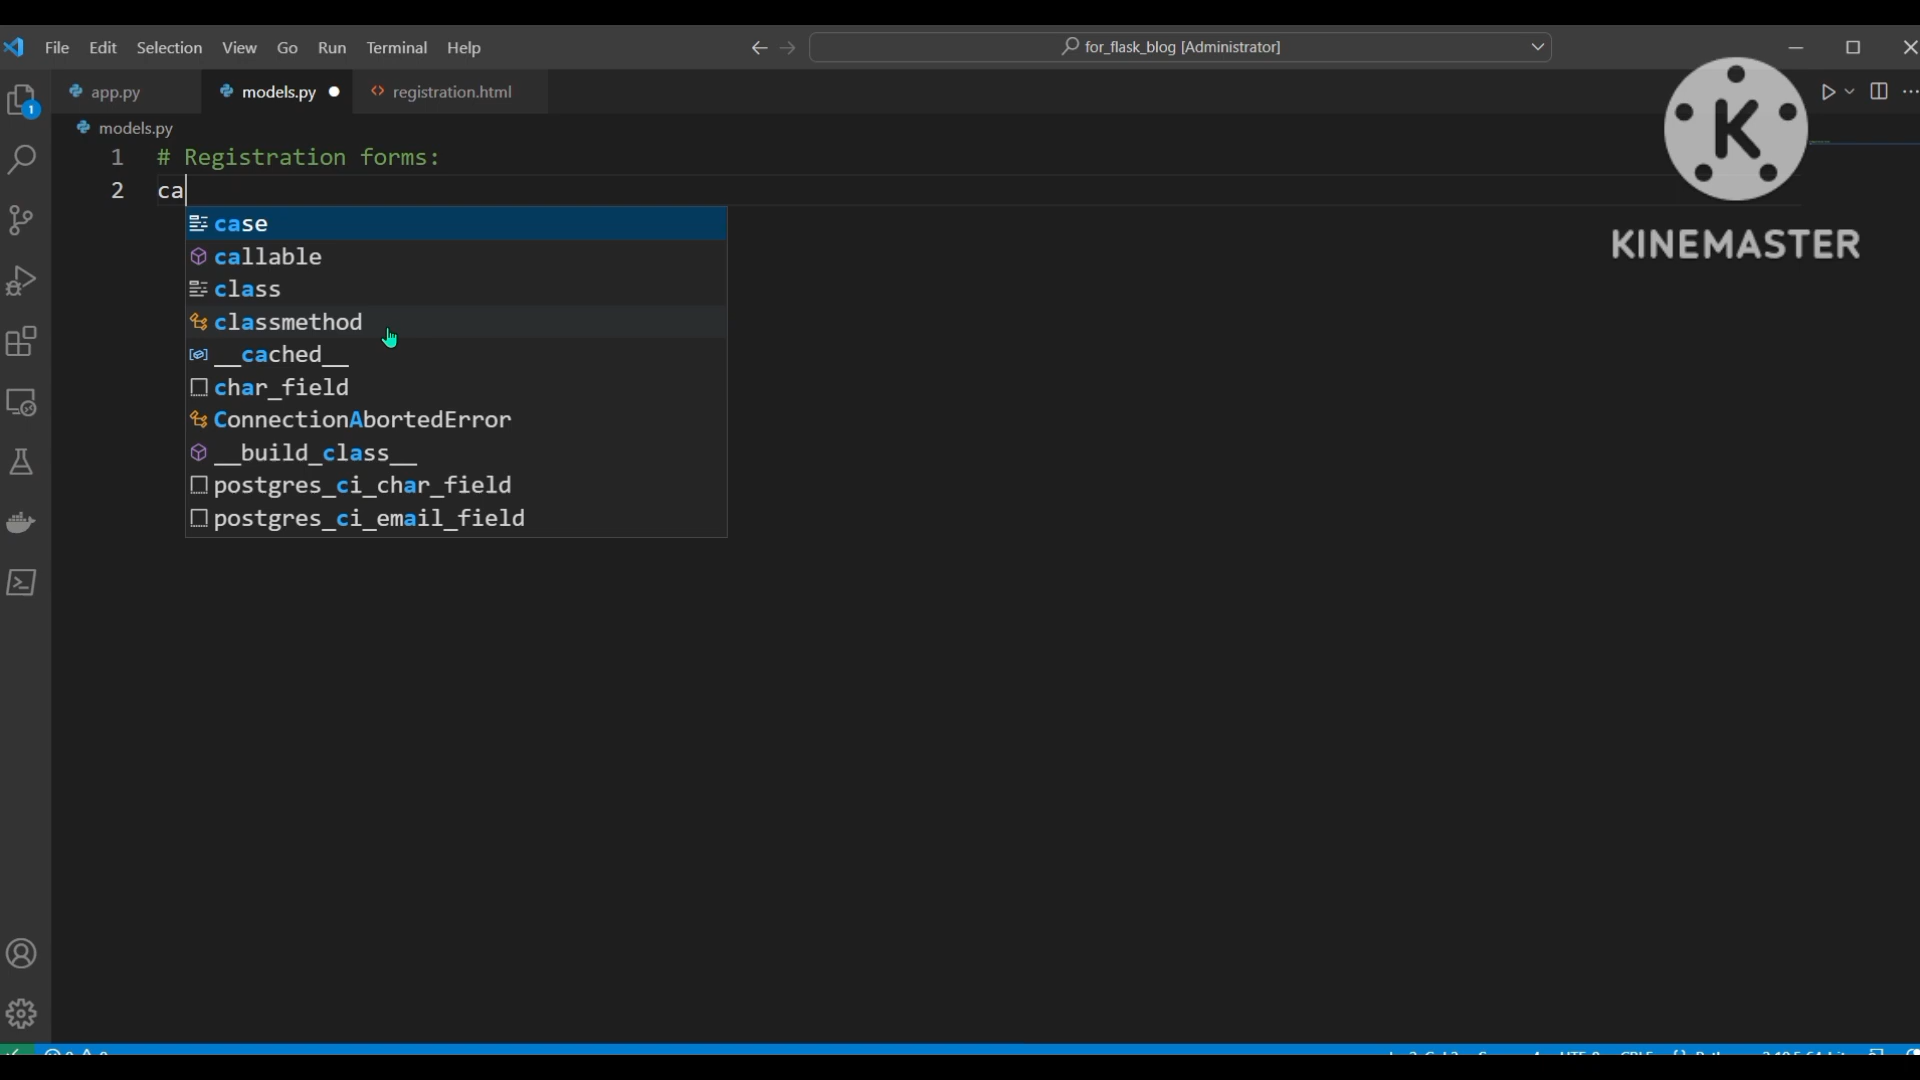 File Edit Selection View Go Run Terminal Help for_flask_blog [Administrator]
app.py models.py registration.html
models.py
1 # Registration forms:
2 ca
case
callable
class
classmethod
__cached__
char_field
ConnectionAbortedError
__build_class__
postgres_ci_char_field
postgres_ci_email_field
1
K
KINEMASTER